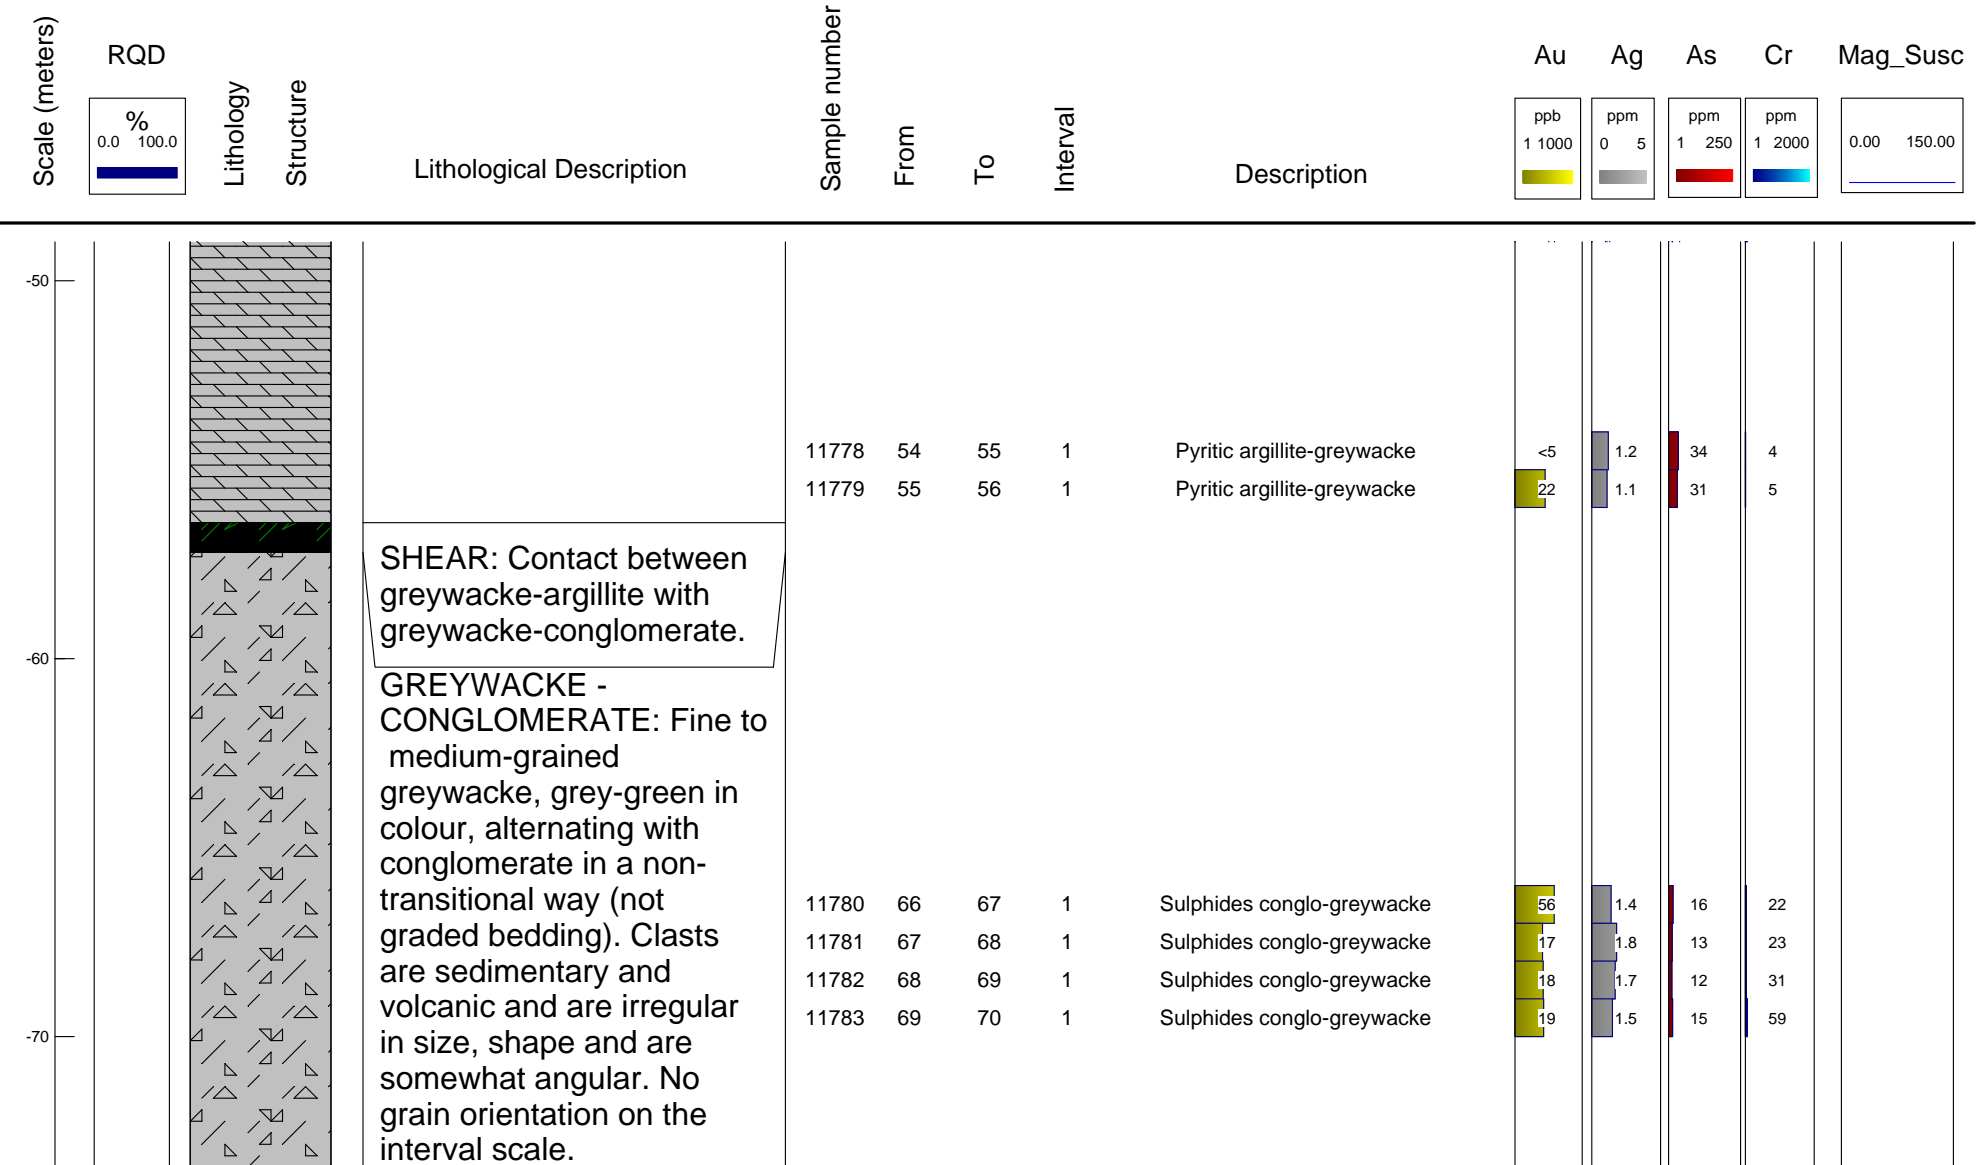 Scale (meters)
RQD
%
0.0 100.0
Lithology
Structure
Lithological Description
Sample number
From
To
Interval
Description
Au
ppb
1 1000
Ag
ppm
0 5
As
ppm
1 250
Cr
ppm
1 2000
Mag_Susc
0.00 150.00
-50
11778 54 55 1 Pyritic argillite-greywacke <5 1.2 34 4
11779 55 56 1 Pyritic argillite-greywacke 22 1.1 31 5
SHEAR: Contact between
greywacke-argillite with
greywacke-conglomerate.
-60
GREYWACKE -
CONGLOMERATE: Fine to
medium-grained
greywacke, grey-green in
colour, alternating with
conglomerate in a non-
transitional way (not
graded bedding). Clasts
are sedimentary and
volcanic and are irregular
in size, shape and are
somewhat angular. No
grain orientation on the
interval scale.
11780 66 67 1 Sulphides conglo-greywacke 56 1.4 16 22
11781 67 68 1 Sulphides conglo-greywacke 17 1.8 13 23
11782 68 69 1 Sulphides conglo-greywacke 18 1.7 12 31
11783 69 70 1 Sulphides conglo-greywacke 19 1.5 15 59
-70